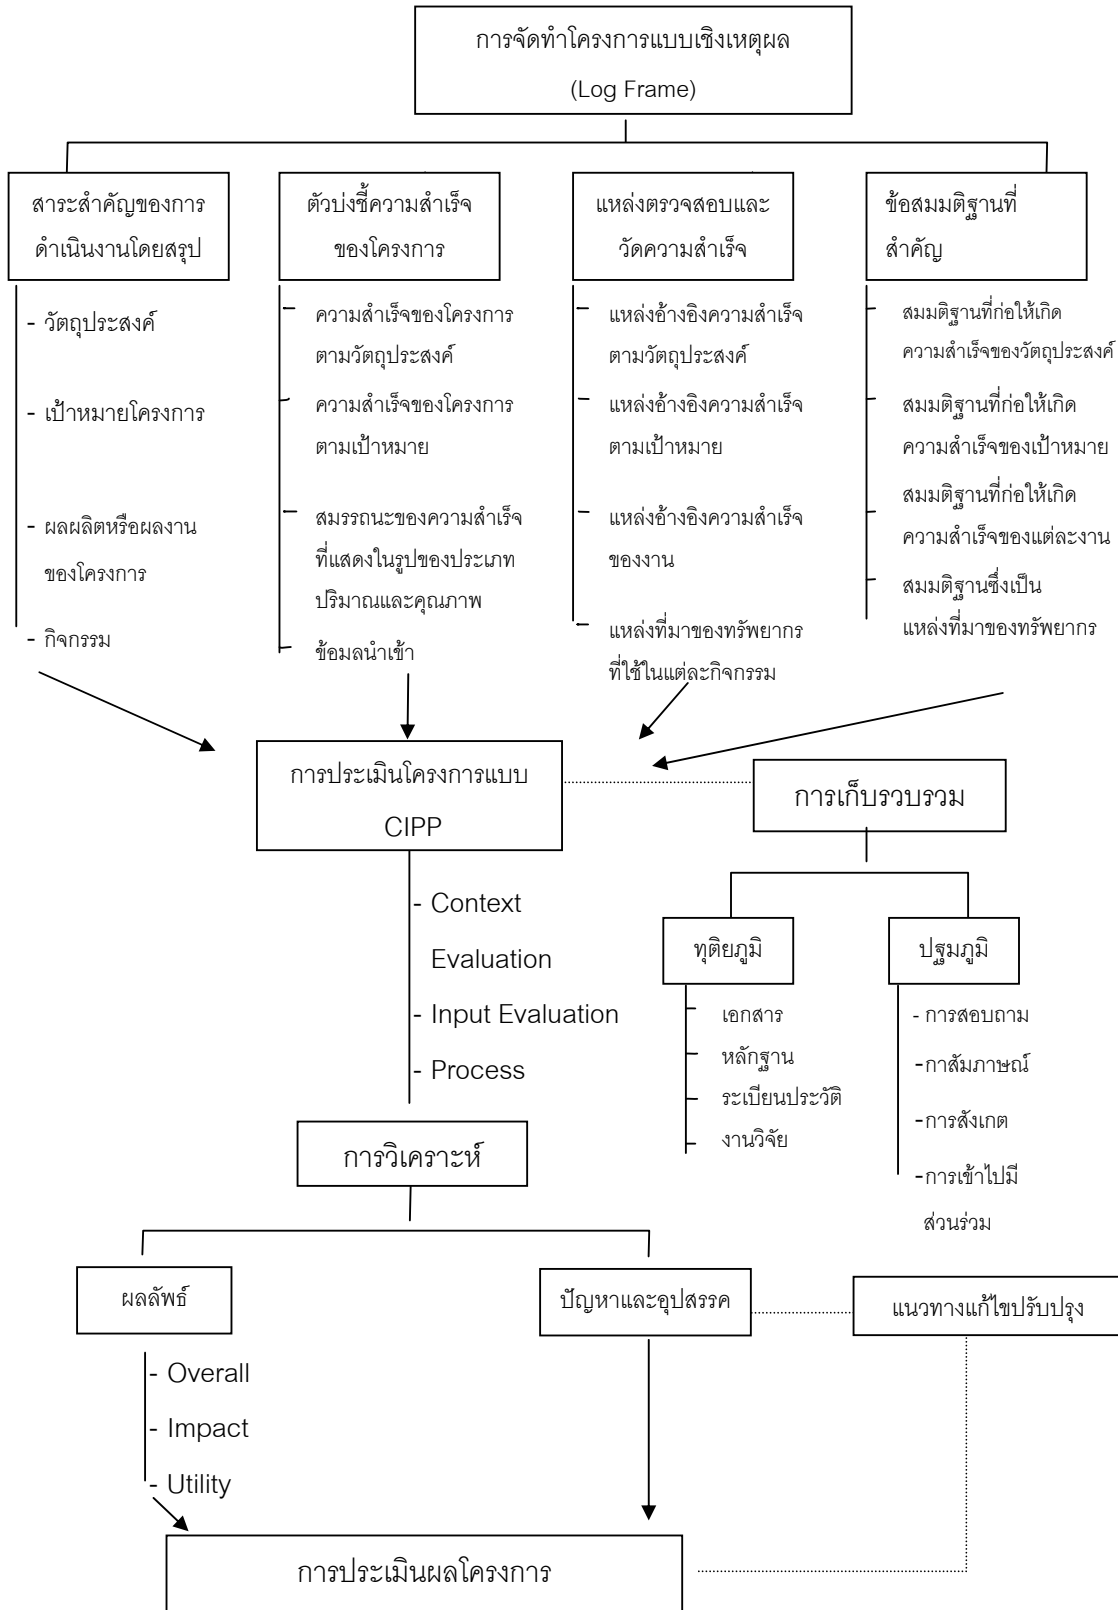 การจัดทำโครงการแบบเชิงเหตุผล
(Log Frame)
สาระสำคัญของการ
ดำเนินงานโดยสรุป
- วัตถุประสงค์
- เป้าหมายโครงการ
- ผลผลิตหรือผลงาน
ของโครงการ
- กิจกรรม
ตัวบ่งชี้ความสำเร็จ
ของโครงการ
ความสำเร็จของโครงการ
ตามวัตถุประสงค์
ความสำเร็จของโครงการ
ตามเป้าหมาย
สมรรถนะของความสำเร็จ
ที่แสดงในรูปของประเภท
ปริมาณและคุณภาพ
ข้อมลนำเข้า
แหล่งตรวจสอบและ
วัดความสำเร็จ
แหล่งอ้างอิงความสำเร็จ
ตามวัตถุประสงค์
แหล่งอ้างอิงความสำเร็จ
ตามเป้าหมาย
แหล่งอ้างอิงความสำเร็จ
ของงาน
แหล่งที่มาของทรัพยากร
ที่ใช้ในแต่ละกิจกรรม
ข้อสมมติฐานที่
สำคัญ
สมมติฐานที่ก่อให้เกิด
ความสำเร็จของวัตถุประสงค์
สมมติฐานที่ก่อให้เกิด
ความสำเร็จของเป้าหมาย
สมมติฐานที่ก่อให้เกิด
ความสำเร็จของแต่ละงาน
สมมติฐานซึ่งเป็น
แหล่งที่มาของทรัพยากร
การประเมินโครงการแบบ
CIPP
- Context
Evaluation
- Input Evaluation
- Process
การเก็บรวบรวม
ทุติยภูมิ
เอกสาร
หลักฐาน
ระเบียนประวัติ
งานวิจัย
ปฐมภูมิ
- การสอบถาม
- กาสัมภาษณ์
- การสังเกต
- การเข้าไปมี
ส่วนร่วม
การวิเคราะห์
ผลลัพธ์
- Overall
- Impact
- Utility
ปัญหาและอุปสรรค
แนวทางแก้ไขปรับปรุง
การประเมินผลโครงการ